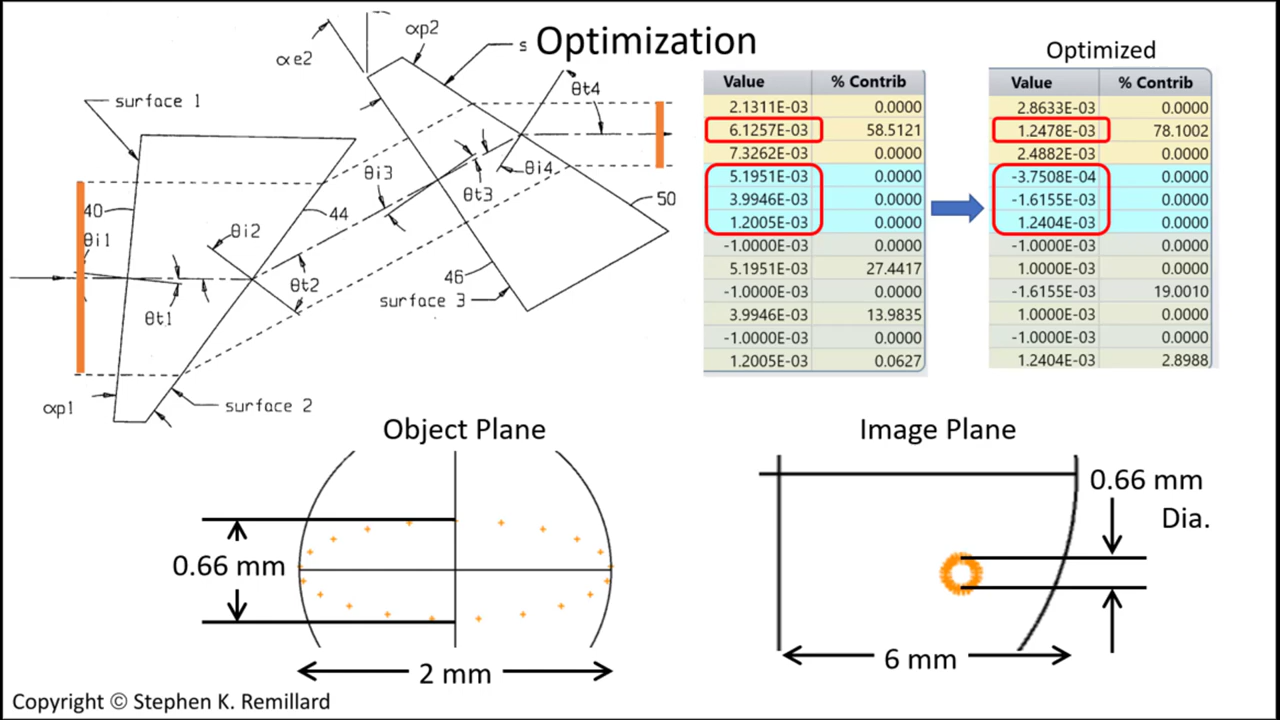 Optimization
αp2
s
αe2
surface 1
θt4
40
44
θi1
θi2
θi3
θt3
θi4
50
θt2
θt1
46
surface 3
αp1
surface 2
Value % Contrib
2.1311E-03 0.0000
6.1257E-03 58.5121
7.3262E-03 0.0000
5.1951E-03 0.0000
3.9946E-03 0.0000
1.2005E-03 0.0000
-1.0000E-03 0.0000
5.1951E-03 27.4417
-1.0000E-03 0.0000
3.9946E-03 13.9835
-1.0000E-03 0.0000
1.2005E-03 0.0627
Optimized
Value % Contrib
2.8633E-03 0.0000
1.2478E-03 78.1002
2.4882E-03 0.0000
-3.7508E-04 0.0000
-1.6155E-03 0.0000
1.2404E-03 0.0000
-1.0000E-03 0.0000
1.0000E-03 0.0000
-1.6155E-03 19.0010
1.0000E-03 0.0000
-1.0000E-03 0.0000
1.2404E-03 2.8988
Object Plane
0.66 mm
2 mm
Image Plane
0.66 mm
Dia.
6 mm
Copyright © Stephen K. Remillard